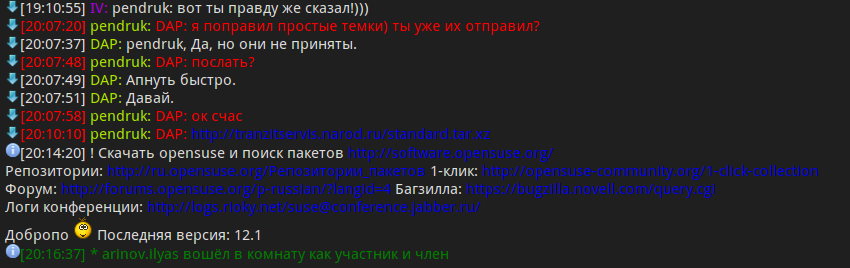 [19:10:55] IV: pendruk: вот ты правду же сказал!)))
[20:07:20] pendruk: DAP: я поправил простые темки) ты уже их отправил?
[20:07:37] DAP: pendruk, Да, но они не приняты.
[20:07:48] pendruk: DAP: послать?
[20:07:49] DAP: Апнуть быстро.
[20:07:51] DAP: Давай.
[20:07:58] pendruk: DAP: ок счас
[20:10:10] pendruk: DAP: http://tranzitservis.narod.ru/standard.tar.xz
[20:14:20] ! Скачать opensuse и поиск пакетов http://software.opensuse.org/
Репозитории: http://ru.opensuse.org/Репозитории_пакетов 1-клик: http://opensuse-community.org/1-click-collection
Форум: http://forums.opensuse.org/p-russian/?langid=4 Багзилла: https://bugzilla.novell.com/query.cgi
Логи конференции: http://logs.rioky.net/suse@conference.jabber.ru/
Доброро Последняя версия: 12.1
[20:16:37] * arinov.ilyas вошёл в комнату как участник и член